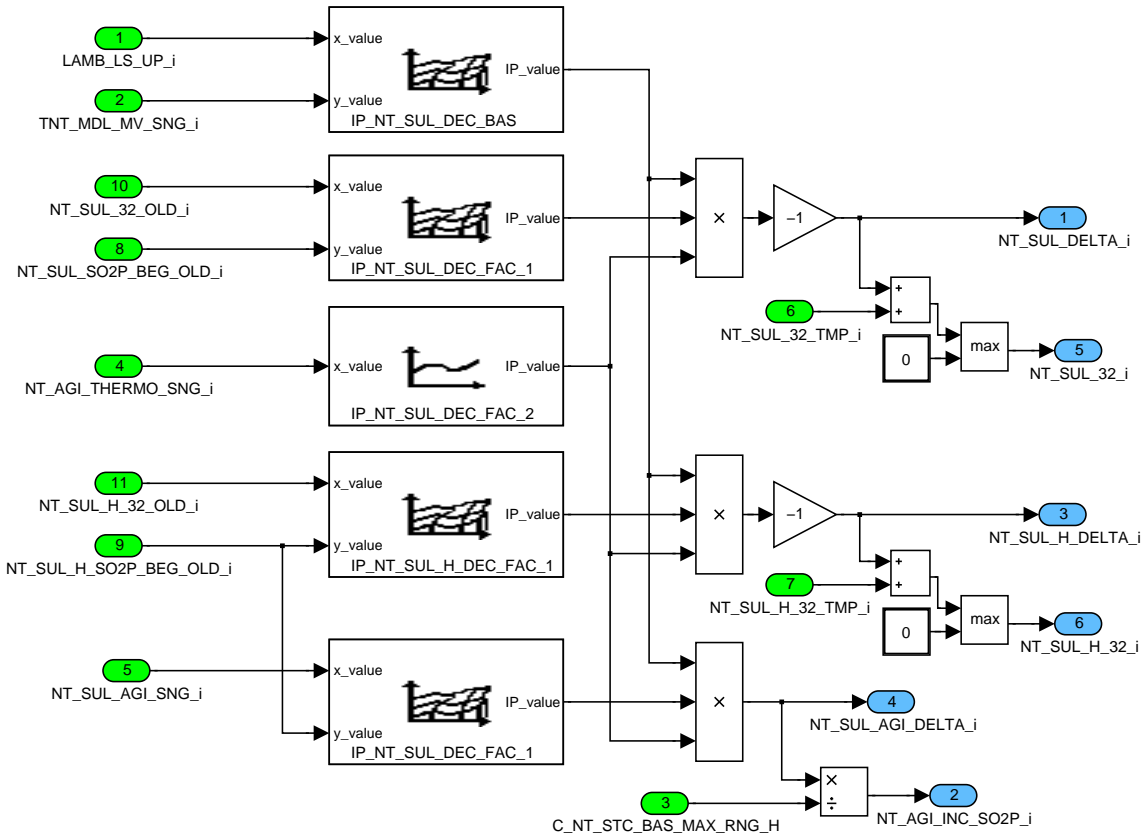 1
LAMB_LS_UP_i
2
TNT_MDL_MV_SNG_i
x_value
y_value
IP_value
IP_NT_SUL_DEC_BAS
10
NT_SUL_32_OLD_i
8
NT_SUL_SO2P_BEG_OLD_i
x_value
y_value
IP_value
IP_NT_SUL_DEC_FAC_1
×
−1
1
NT_SUL_DELTA_i
6
NT_SUL_32_TMP_i
+
+
0
max
5
NT_SUL_32_i
4
NT_AGI_THERMO_SNG_i
x_value
IP_value
IP_NT_SUL_DEC_FAC_2
11
NT_SUL_H_32_OLD_i
9
NT_SUL_H_SO2P_BEG_OLD_i
x_value
y_value
IP_value
IP_NT_SUL_H_DEC_FAC_1
×
−1
3
NT_SUL_H_DELTA_i
7
NT_SUL_H_32_TMP_i
+
+
0
max
6
NT_SUL_H_32_i
5
NT_SUL_AGI_SNG_i
x_value
y_value
IP_value
IP_NT_SUL_DEC_FAC_1
×
4
NT_SUL_AGI_DELTA_i
3
C_NT_STC_BAS_MAX_RNG_H
×
÷
2
NT_AGI_INC_SO2P_i